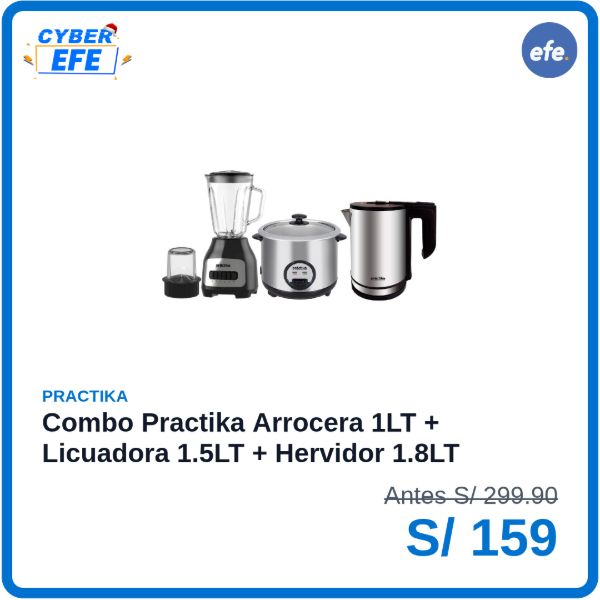 CYBER
EFE
efe.
PRACTIKA
Combo Practika Arrocera 1LT +
Licuadora 1.5LT + Hervidor 1.8LT
Antes S/ 299.90
S/ 159